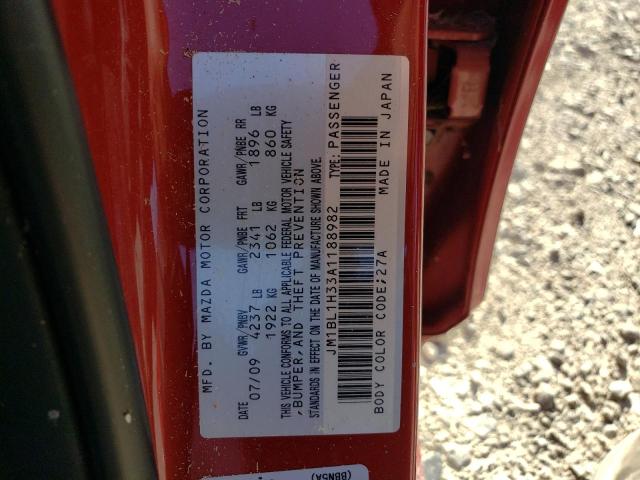 MFD. BY MAZDA MOTOR CORPORATION
DATE GVWR/PNBV GAWR/PNBE FRT GAWR/PNBE RR
07/09 4237 LB 2341 LB 1896 LB
1922 KG 1062 KG 860 KG
THIS VEHICLE CONFORMS TO ALL APPLICABLE FEDERAL MOTOR VEHICLE SAFETY
,BUMPER,AND THEFT PREVENTION
STANDARDS IN EFFECT ON THE DATE OF MANUFACTURE SHOWN ABOVE.
JM1BL1H33A1188982 TYPE: PASSENGER
BODY COLOR CODE:27A MADE IN JAPAN
(BBN5A)